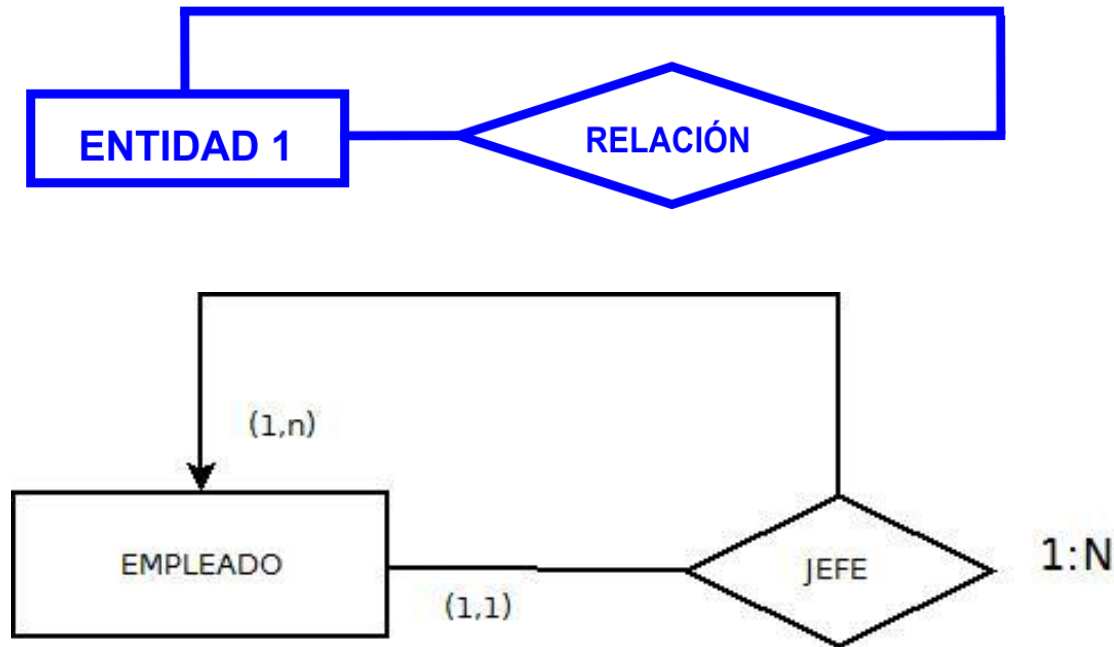 ENTIDAD 1
RELACIÓN
(1,n)
EMPLEADO
(1,1)
JEFE
1:N